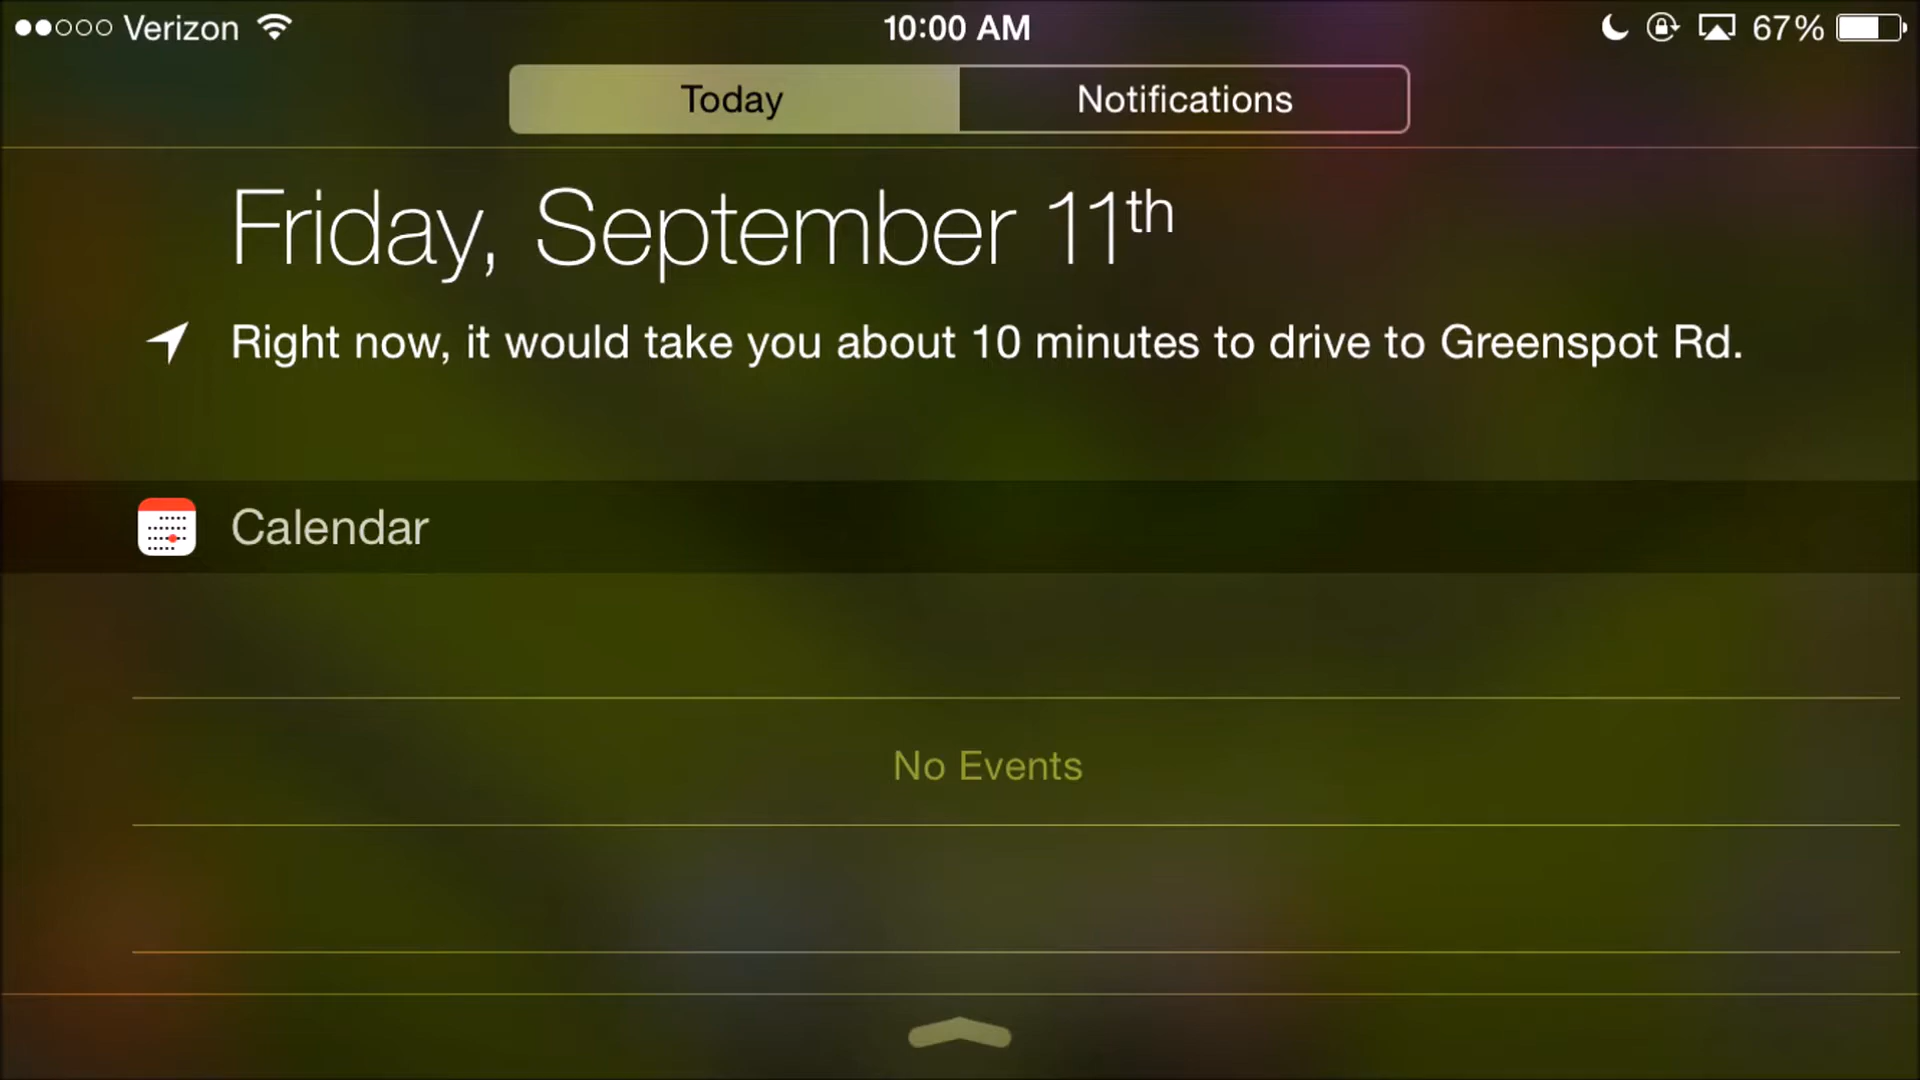 Verizon 10:00 AM 67%
Today Notifications
Friday, September 11th
Right now, it would take you about 10 minutes to drive to Greenspot Rd.
Calendar
No Events